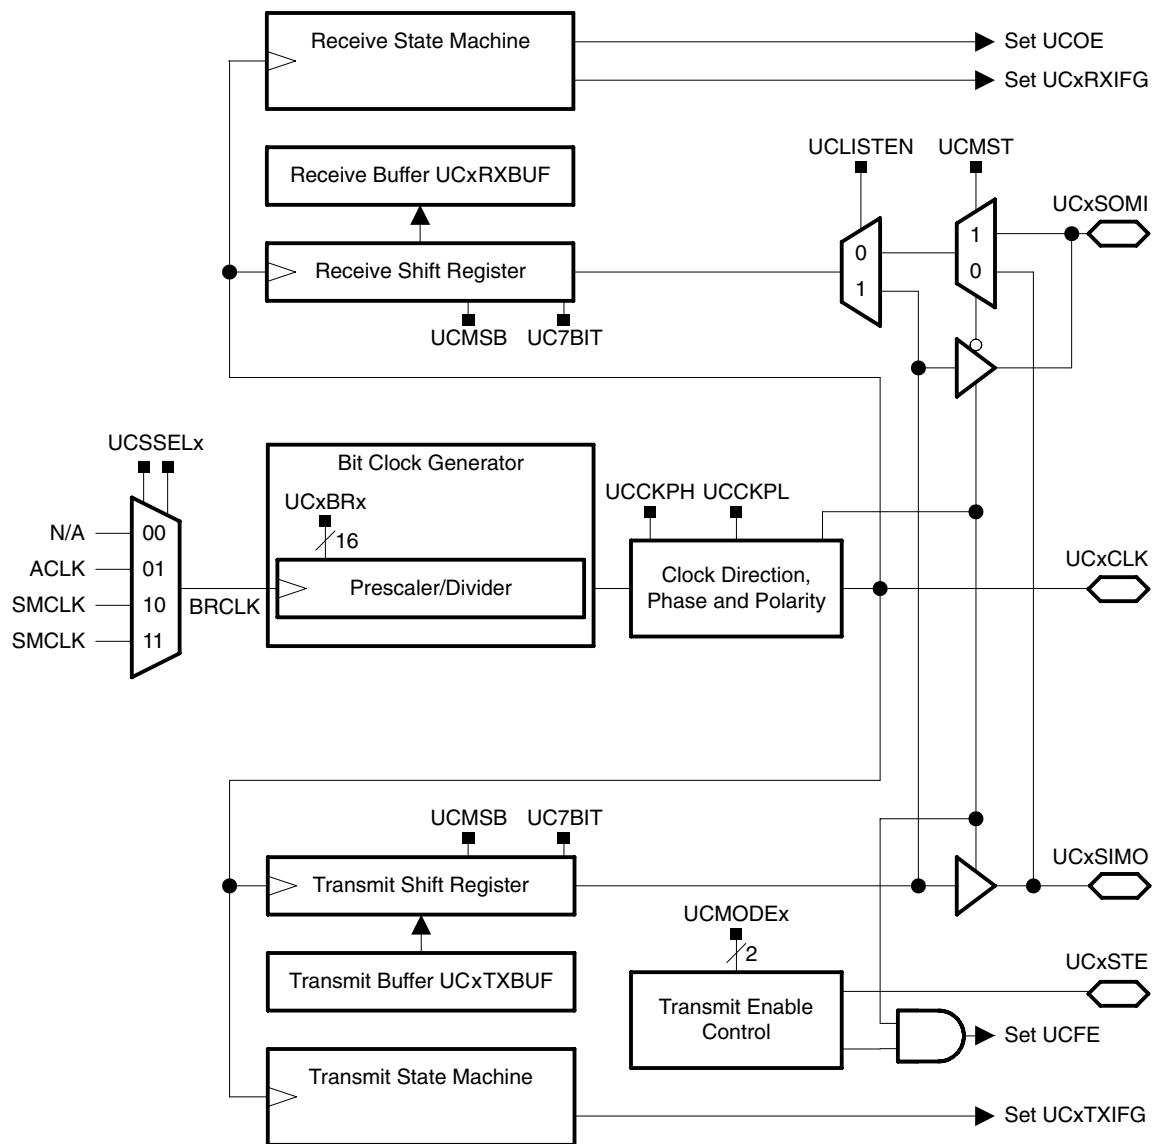 Receive State Machine
Set UCOE
Set UCxRXIFG
UCLISTEN
UCMST
Receive Buffer UCxRXBUF
UCxSOMI
1
0
0
1
Receive Shift Register
UCMSB
UC7BIT
UCSSELx
Bit Clock Generator
UCxBRx
16
UCCKPH
UCCKPL
N/A
00
ACLK
01
SMCLK
10
SMCLK
11
BRCLK
Prescaler/Divider
Clock Direction,
Phase and Polarity
UCxCLK
UCMSB
UC7BIT
Transmit Shift Register
UCxSIMO
UCMODEx
2
Transmit Buffer UCxTXBUF
UCxSTE
Transmit Enable
Control
Set UCFE
Transmit State Machine
Set UCxTXIFG